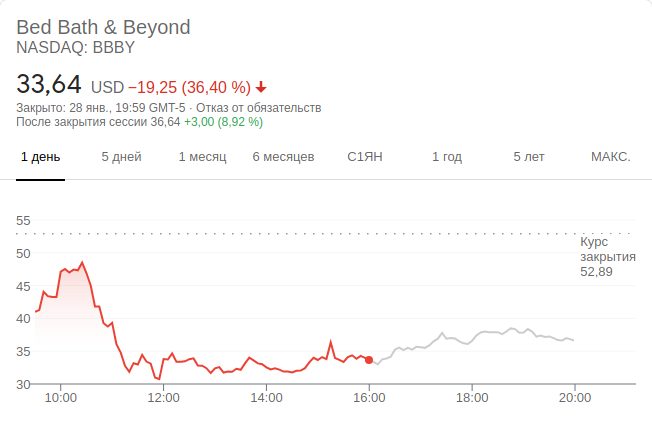 Bed Bath & Beyond
NASDAQ: BBBY
33,64 USD −19,25 (36,40 %)
Закрыто: 28 янв., 19:59 GMT-5 · Отказ от обязательств
После закрытия сессии 36,64 +3,00 (8,92 %)
1 день 5 дней 1 месяц 6 месяцев С1ЯН 1 год 5 лет МАКС.
55
Курс
закрытия
52,89
50
45
40
35
30
10:00 12:00 14:00 16:00 18:00 20:00